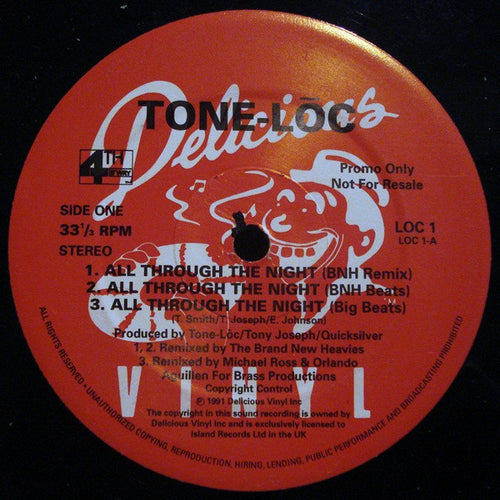 Delicious
TONE-LŌC
4TH
B'WAY
Promo Only
Not For Resale
SIDE ONE
33 1/3 RPM
STEREO
LOC 1
LOC 1-A
1. ALL THROUGH THE NIGHT (BNH Remix)
2. ALL THROUGH THE NIGHT (BNH Beats)
3. ALL THROUGH THE NIGHT (Big Beats)
(T. Smith/T. Joseph/E. Johnson)
Produced by Tone-Lōc/Tony Joseph/Quicksilver
1, 2. Remixed by The Brand New Heavies
3. Remixed by Michael Ross & Orlando
Aguillen For Brass Productions
Copyright Control
VINYL
℗ 1991 Delicious Vinyl Inc
The copyright in this sound recording is owned by
Delicious Vinyl Inc and is exclusively licensed to
Island Records Ltd in the UK
ALL RIGHTS RESERVED • UNAUTHORIZED COPYING, REPRODUCTION, HIRING, LENDING, PUBLIC PERFORMANCE AND BROADCASTING PROHIBITED